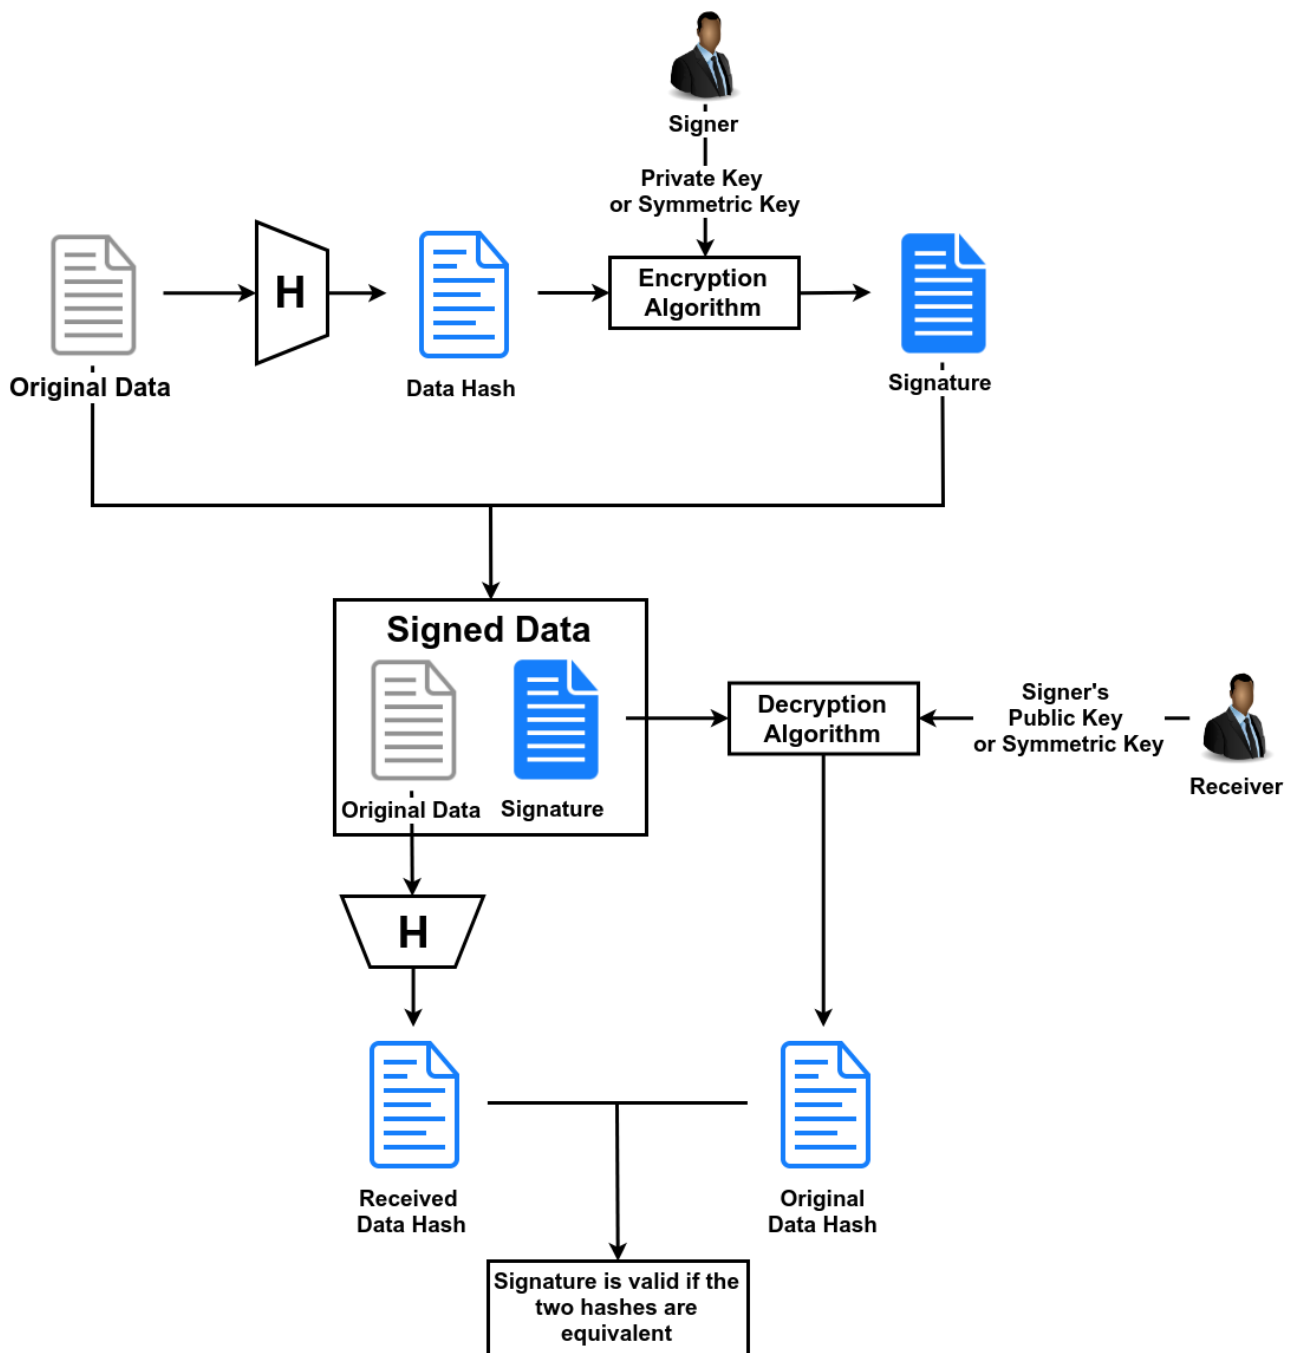 Signer
Private Key
or Symmetric Key
H
Encryption
Algorithm
Original Data
Data Hash
Signature
Signed Data
Original Data
Signature
Decryption
Algorithm
Signer's
Public Key
or Symmetric Key
Receiver
H
Received
Data Hash
Original
Data Hash
Signature is valid if the
two hashes are
equivalent